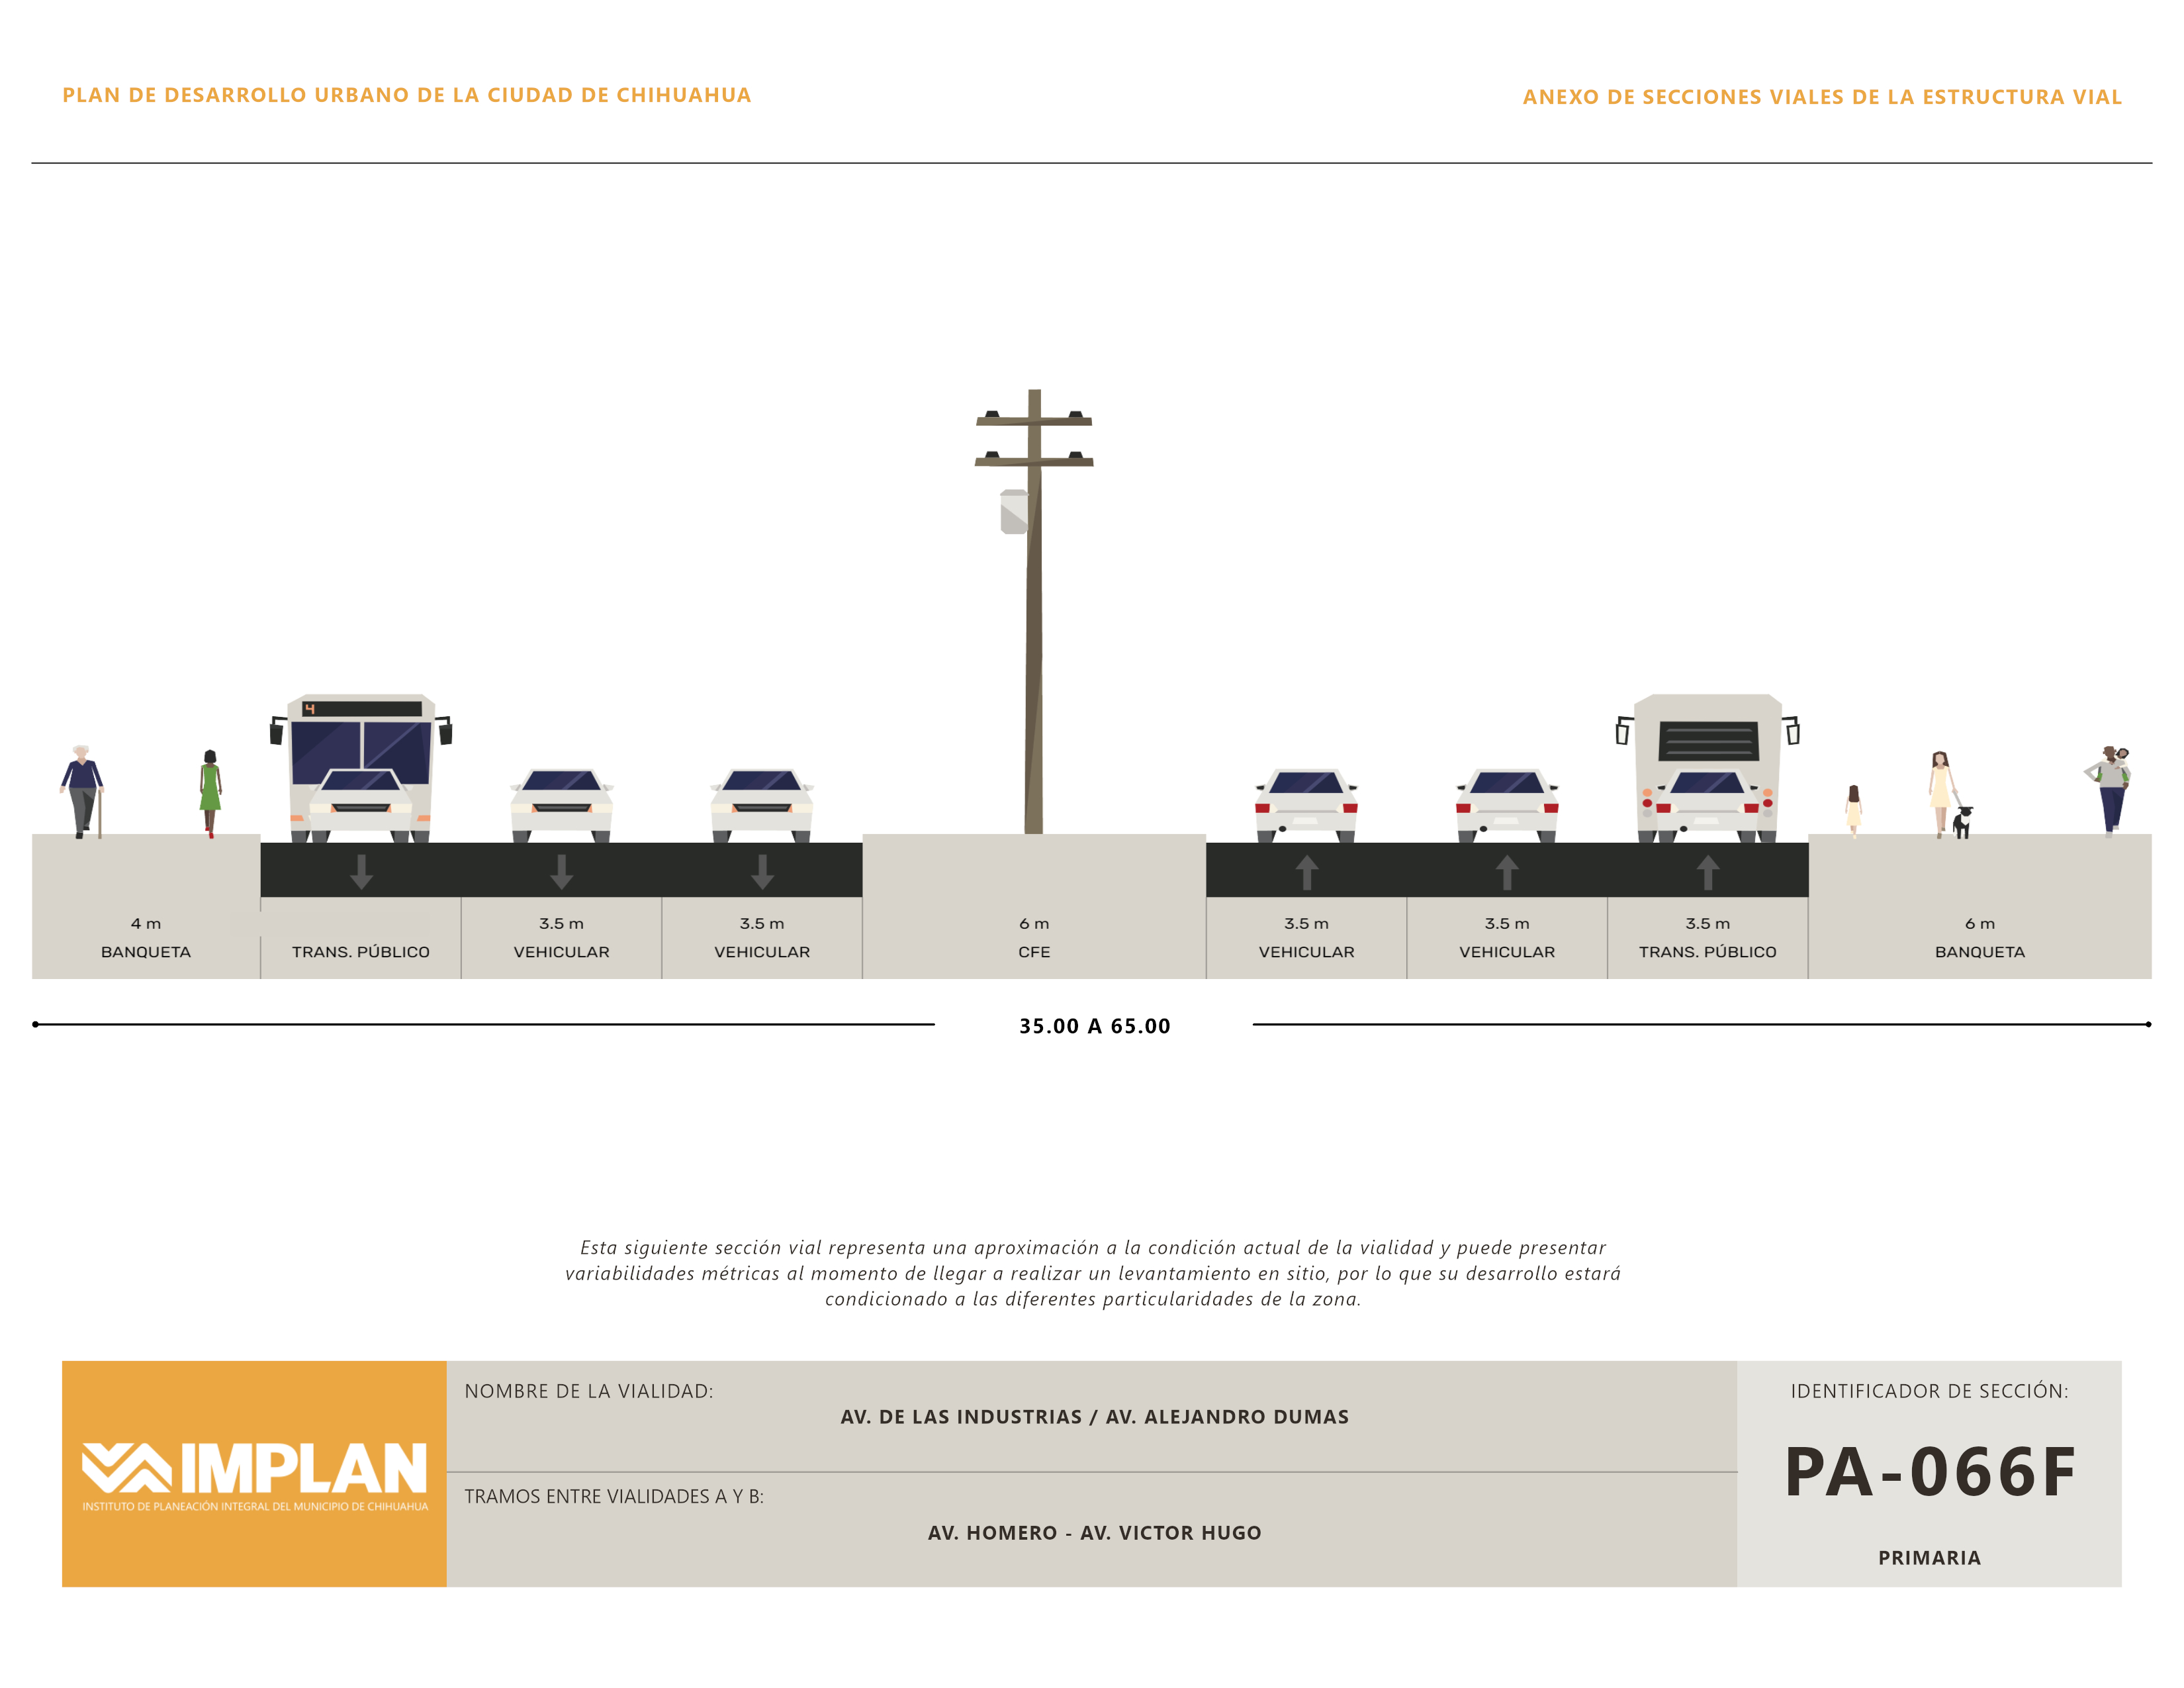 PLAN DE DESARROLLO URBANO DE LA CIUDAD DE CHIHUAHUA
ANEXO DE SECCIONES VIALES DE LA ESTRUCTURA VIAL
4
4 m
BANQUETA
TRANS. PÚBLICO
3.5 m
VEHICULAR
3.5 m
VEHICULAR
6 m
CFE
3.5 m
VEHICULAR
3.5 m
VEHICULAR
3.5 m
TRANS. PÚBLICO
6 m
BANQUETA
35.00 A 65.00
Esta siguiente sección vial representa una aproximación a la condición actual de la vialidad y puede presentar
variabilidades métricas al momento de llegar a realizar un levantamiento en sitio, por lo que su desarrollo estará
condicionado a las diferentes particularidades de la zona.
IMPLAN
INSTITUTO DE PLANEACIÓN INTEGRAL DEL MUNICIPIO DE CHIHUAHUA
NOMBRE DE LA VIALIDAD:
AV. DE LAS INDUSTRIAS / AV. ALEJANDRO DUMAS
TRAMOS ENTRE VIALIDADES A Y B:
AV. HOMERO - AV. VICTOR HUGO
IDENTIFICADOR DE SECCIÓN:
PA-066F
PRIMARIA